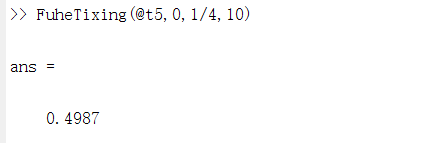 >> FuheTixing(@t5,0,1/4,10)
ans =
0.4987